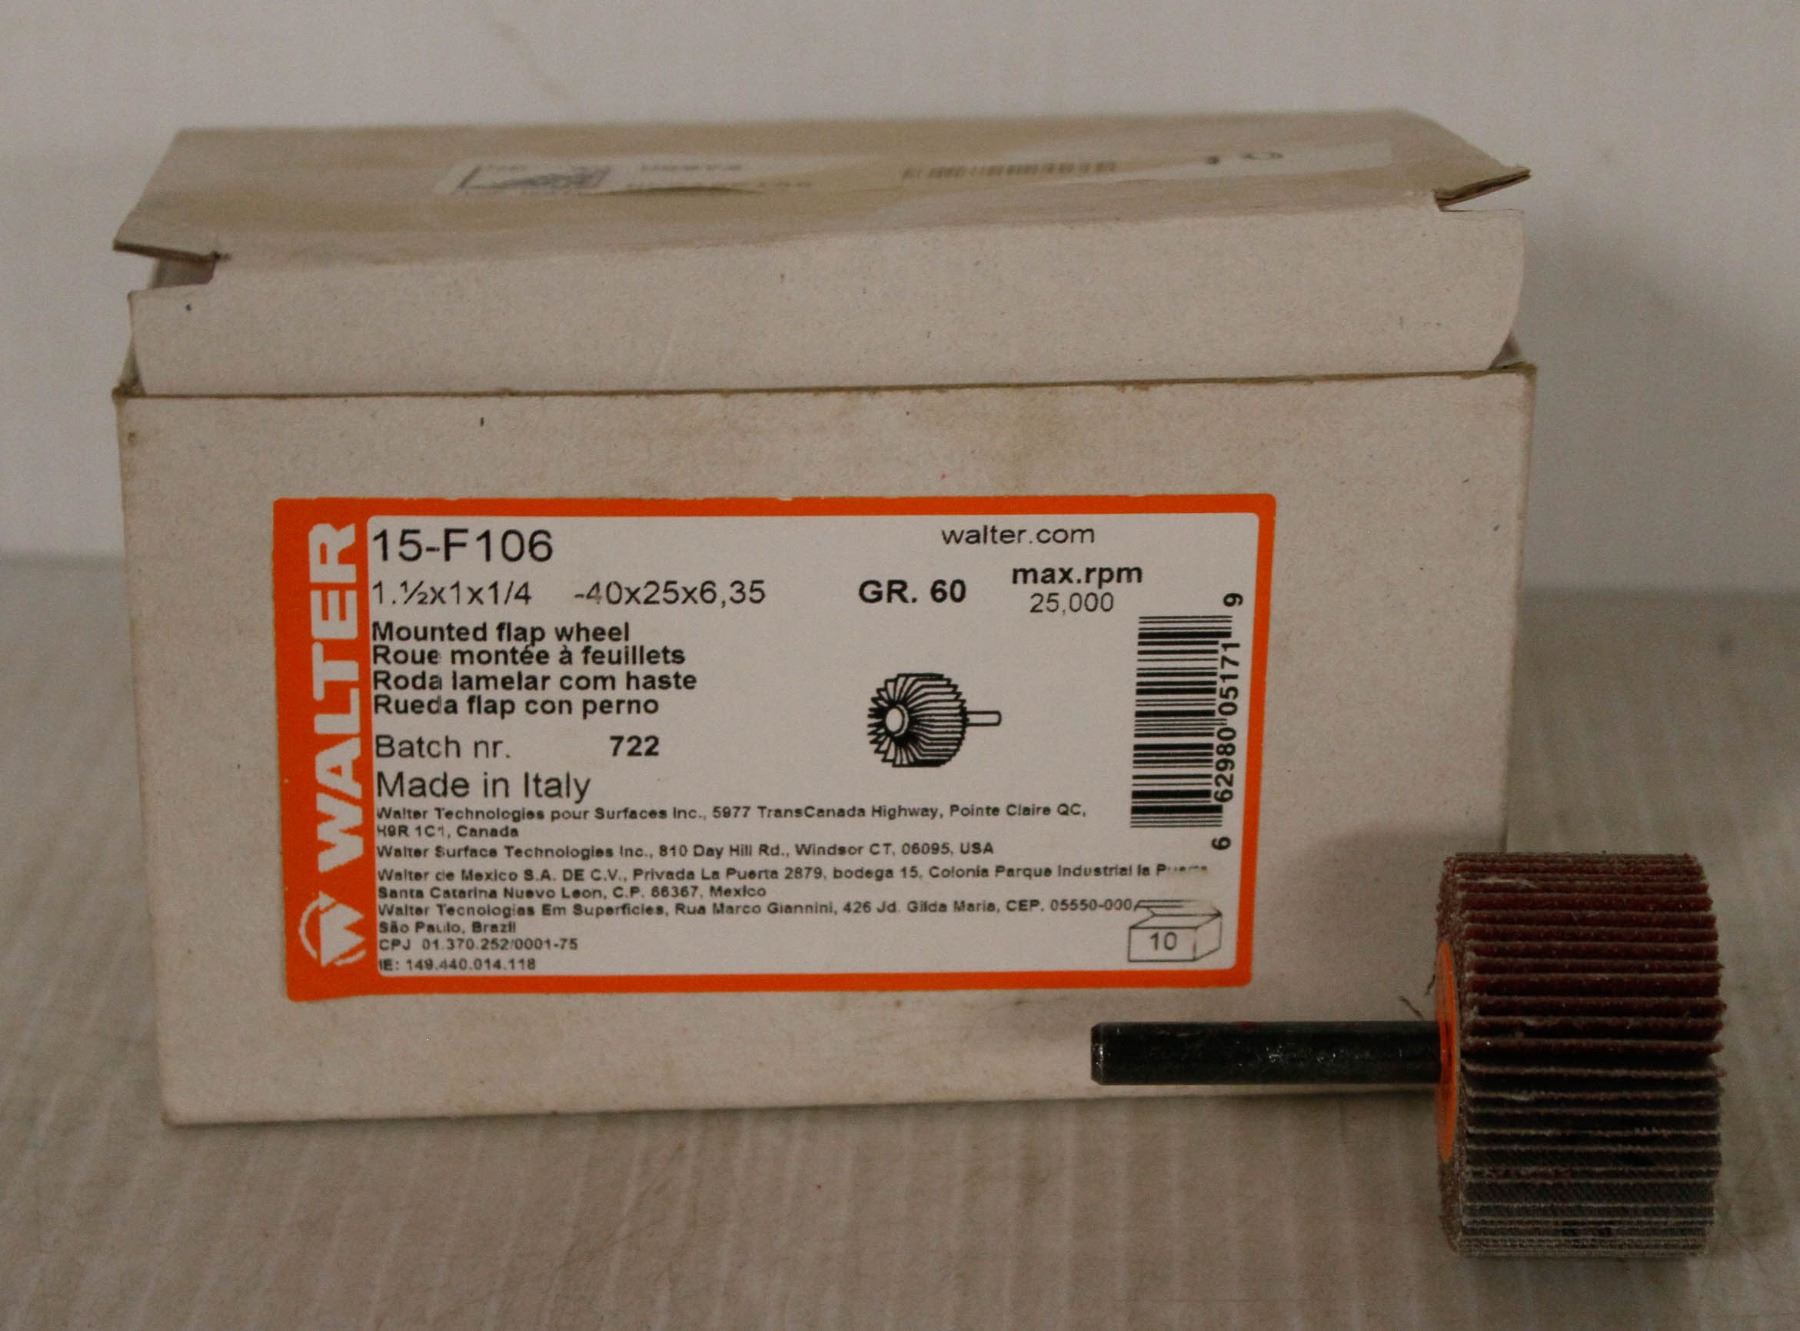 WALTER
15-F106
walter.com
1.½x1x1/4 -40x25x6,35 GR. 60
max.rpm
25,000
Mounted flap wheel
Roue montée à feuillets
Roda lamelar com haste
Rueda flap con perno
Batch nr. 722
Made in Italy
Walter Technologies pour Surfaces Inc., 5977 TransCanada Highway, Pointe Claire QC,
H9R 1C1, Canada
Walter Surface Technologies Inc., 810 Day Hill Rd., Windsor CT, 06095, USA
Walter de Mexico S.A. DE C.V., Privada La Puerta 2879, bodega 15, Colonia Parque Industrial la
Santa Catarina Nuevo Leon, C.P. 66367, Mexico
Walter Tecnologias Em Superficies, Rua Marco Giannini, 426 Jd. Gilda Maria, CEP. 05550-000,
São Paulo, Brazil
CPJ 01.370.252/0001-75
IE: 149.440.014.118
6 62980 05171 9
10